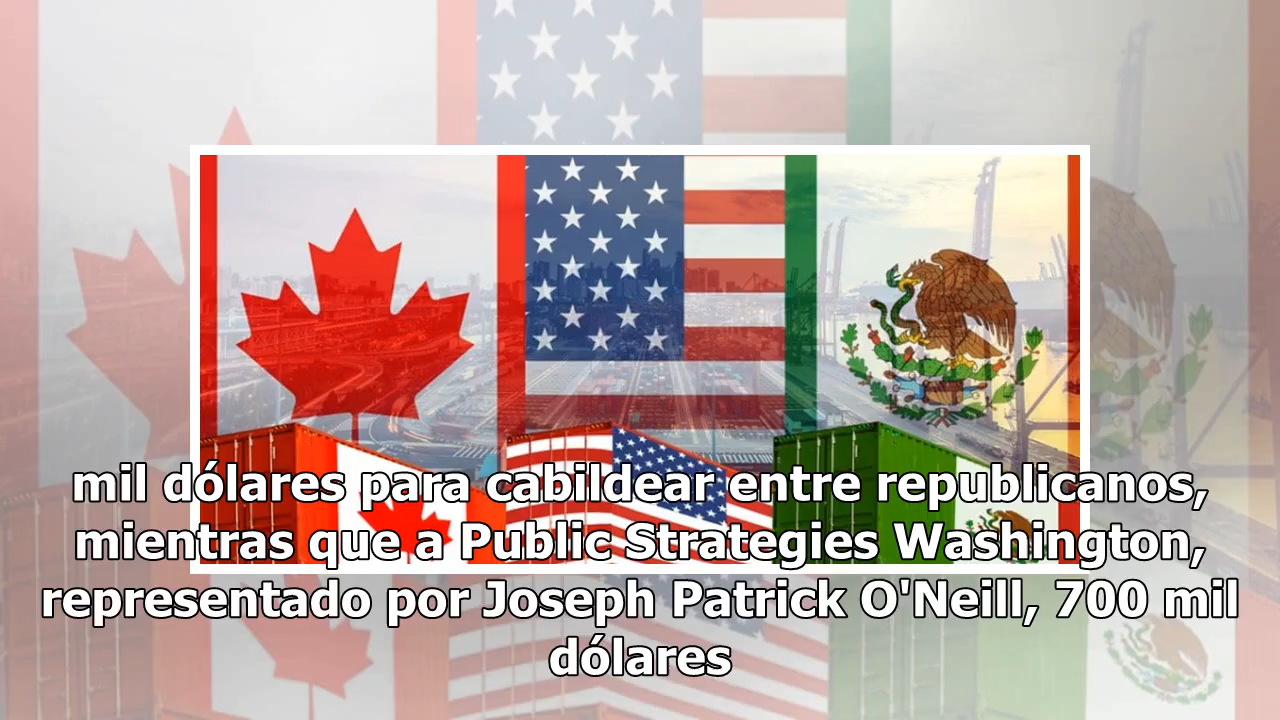 mil dólares para cabildear entre republicanos,
mientras que a Public Strategies Washington,
representado por Joseph Patrick O'Neill, 700 mil
dólares